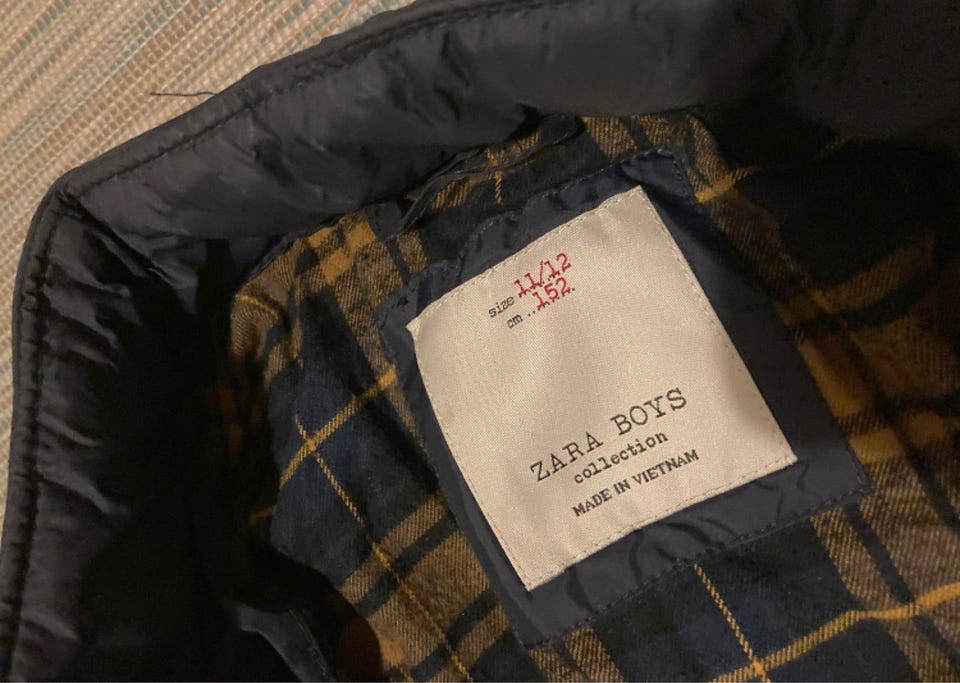 size 11/12
cm ..152.
ZARA BOYS
collection
MADE IN VIETNAM